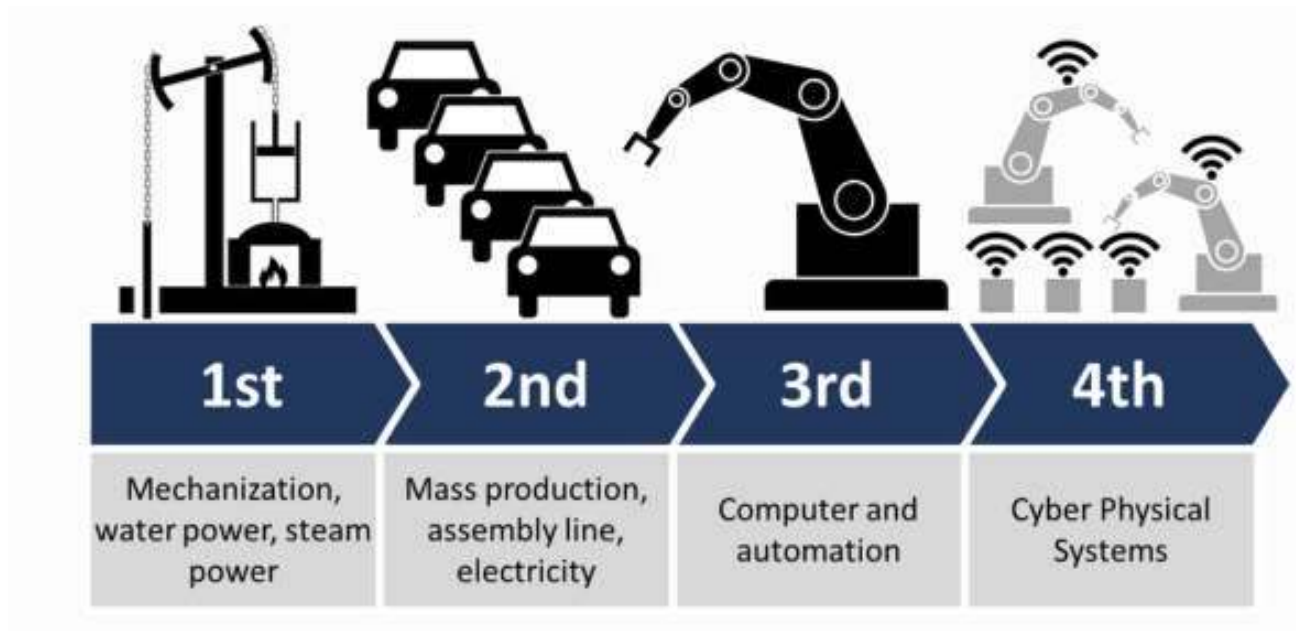 1st
2nd
3rd
4th
Mechanization,
water power, steam
power
Mass production,
assembly line,
electricity
Computer and
automation
Cyber Physical
Systems